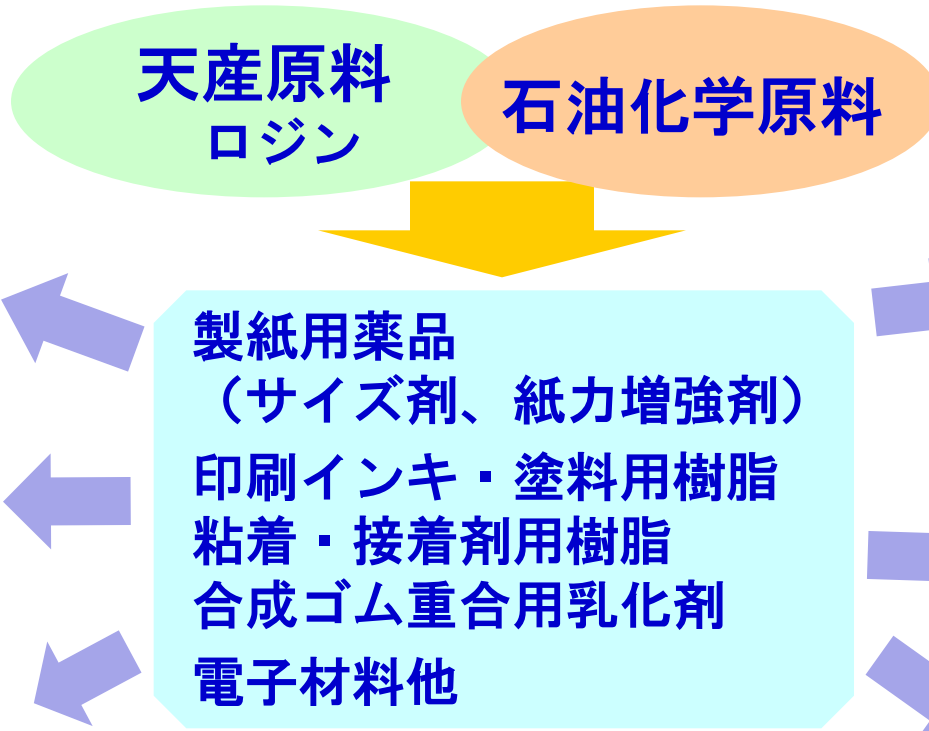 天産原料
ロジン
石油化学原料
製紙用薬品
（サイズ剤、紙力増強剤）
印刷インキ・塗料用樹脂
粘着・接着剤用樹脂
合成ゴム重合用乳化剤
電子材料他